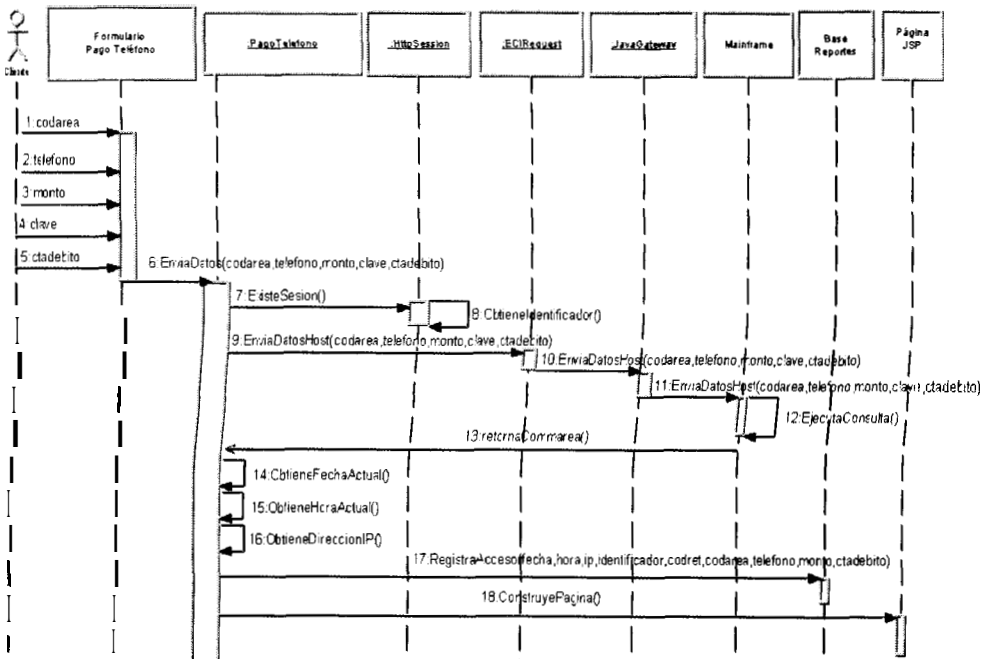 Formulario
Pago Teléfono
:PagoTelefono
:HttpSession
:ECIRequest
:JavaGateway
Mainframe
Base
Reportes
Página
JSP
Cliente
1:codarea
2:telefono
3:monto
4:clave
5:ctadebito
6:EnviaDatos(codarea,telefono,monto,clave,ctadebito)
7:ExisteSesion()
8:ObtieneIdentificador()
9:EnviaDatosHost(codarea,telefono,monto,clave,ctadebito)
10:EnviaDatosHost(codarea,telefono,monto,clave,ctadebito)
11:EnviaDatosHost(codarea,telefono,monto,clave,ctadebito)
12:EjecutaConsulta()
13:retornaCommarea()
14:ObtieneFechaActual()
15:ObtieneHoraActual()
16:ObtieneDireccionIP()
17:RegistraAcceso(fecha,hora,ip,identificador,codret,codarea,telefono,monto,ctadebito)
18:ConstruyePagina()